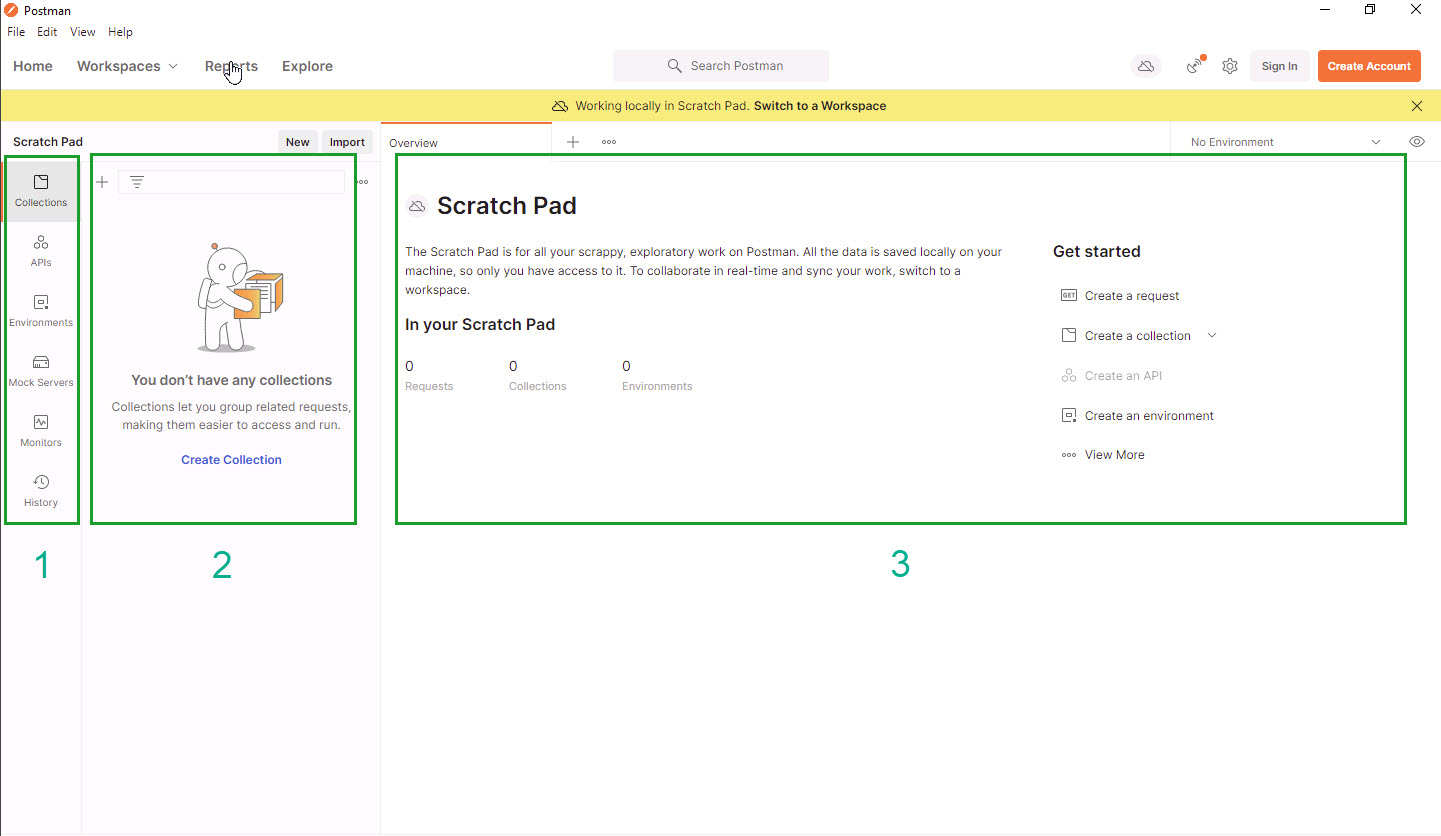 Postman
File Edit View Help
Home Workspaces Reports Explore Search Postman Sign In Create Account
Working locally in Scratch Pad. Switch to a Workspace
Scratch Pad New Import Overview No Environment
Collections
APIs
Environments
Mock Servers
Monitors
History
You don’t have any collections
Collections let you group related requests,
making them easier to access and run.
Create Collection
Scratch Pad
The Scratch Pad is for all your scrappy, exploratory work on Postman. All the data is saved locally on your
machine, so only you have access to it. To collaborate in real-time and sync your work, switch to a
workspace.
In your Scratch Pad
0 0 0
Requests Collections Environments
Get started
GET Create a request
Create a collection
Create an API
Create an environment
View More
1 2 3